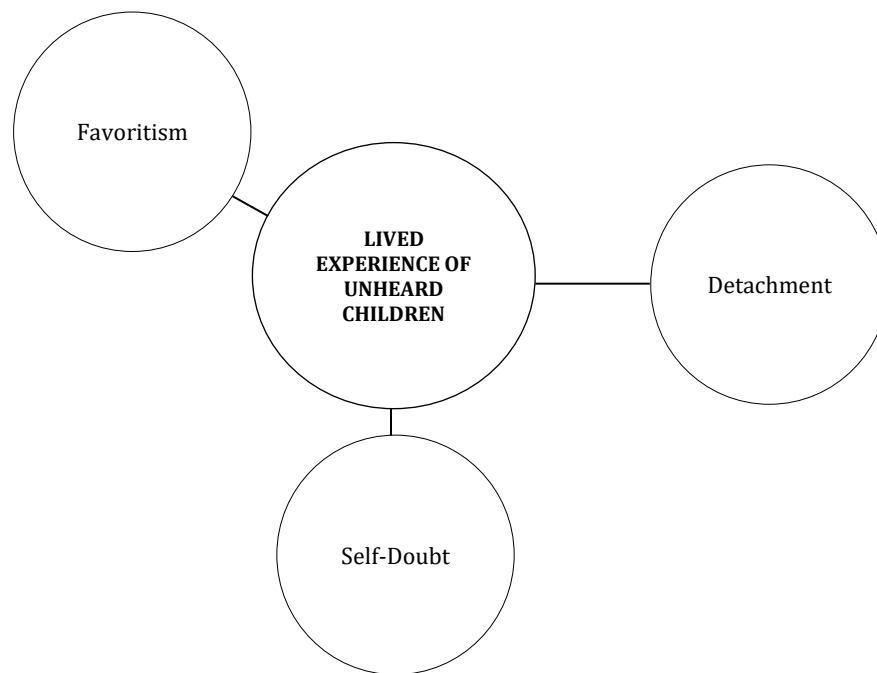 Favoritism
LIVED
EXPERIENCE OF
UNHEARD
CHILDREN
Detachment
Self-Doubt